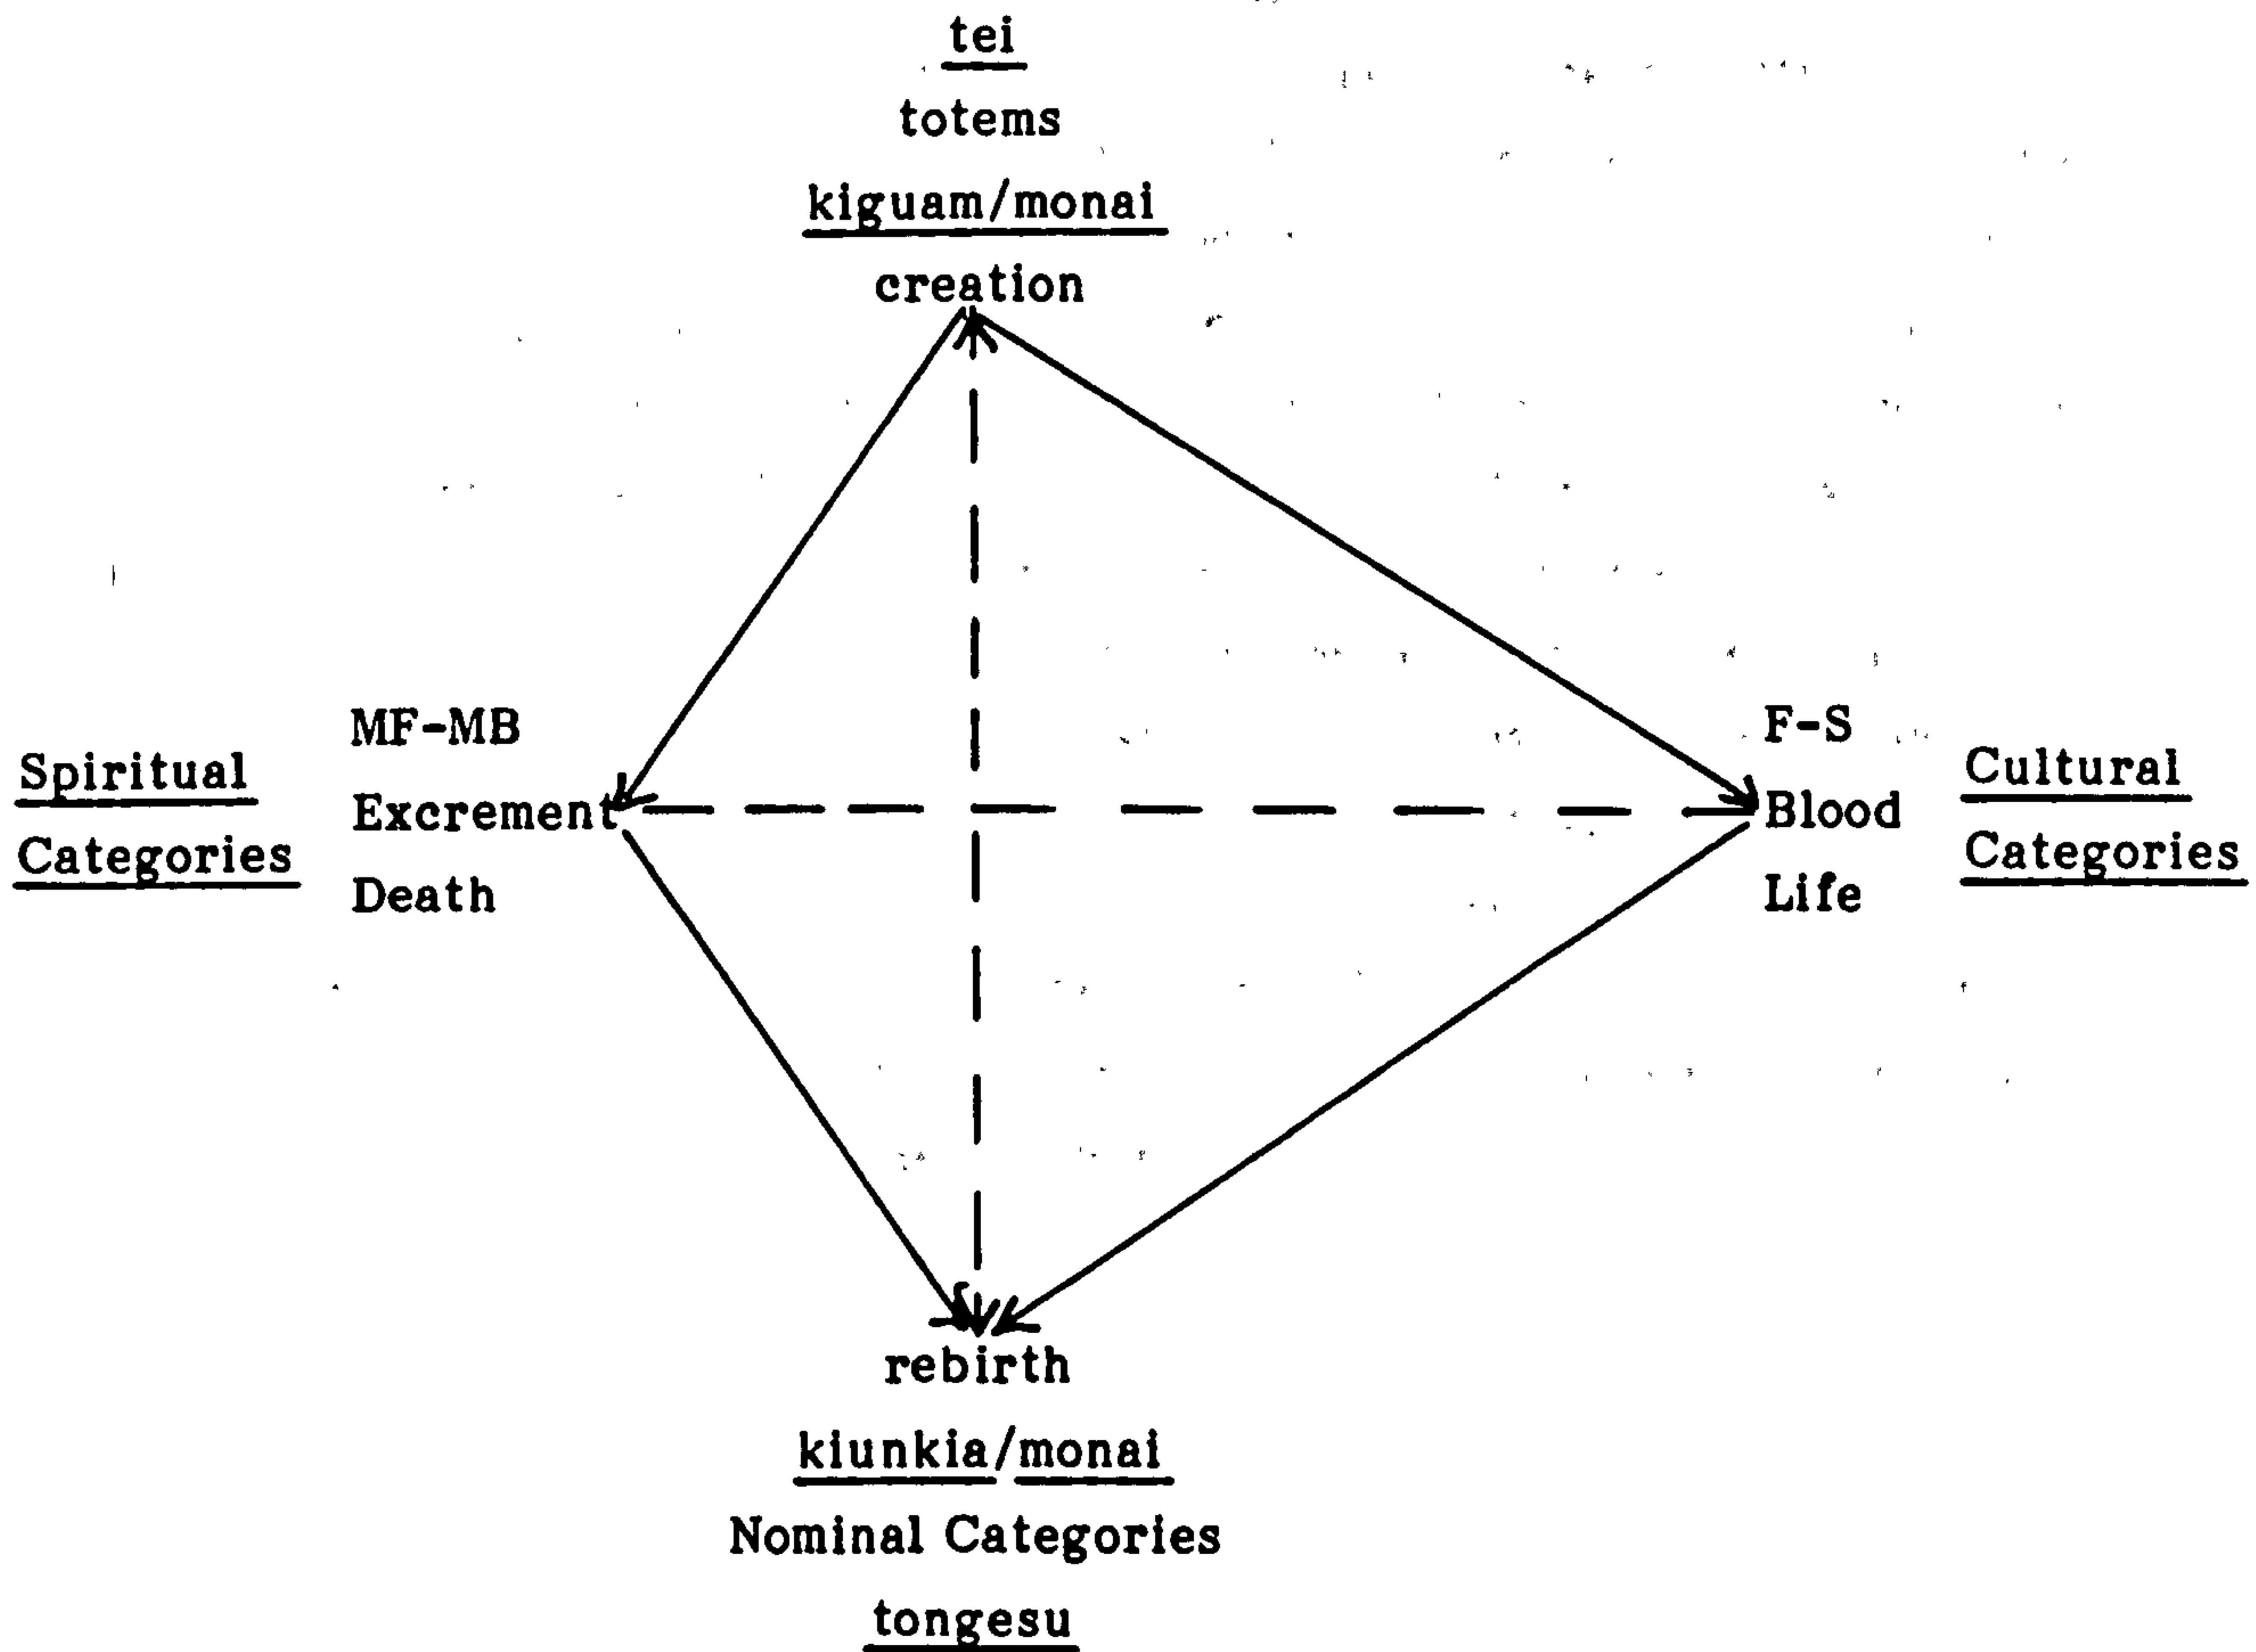 tei
totems
kiguam/monai
creation
MF-MB
Excrement
Death
Spiritual
Categories
F-S
Blood
Life
Cultural
Categories
rebirth
kiunkia/monai
Nominal Categories
tongesu